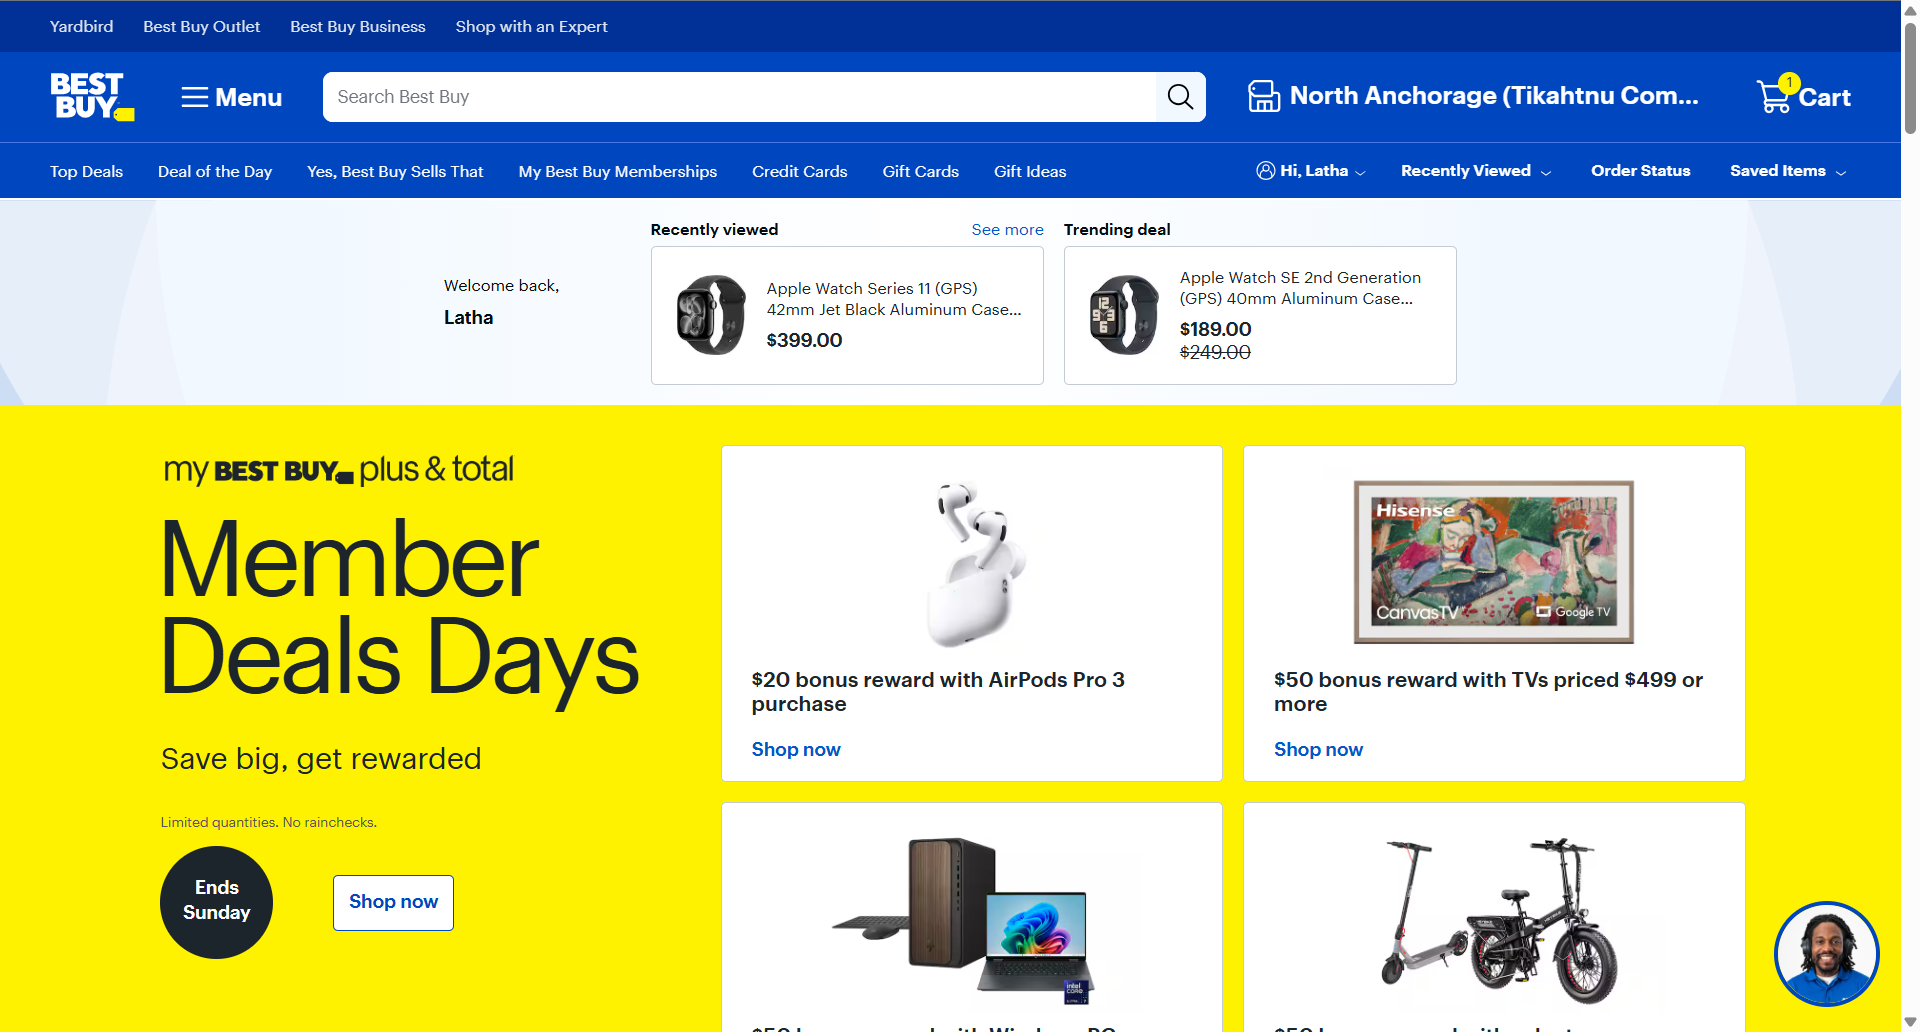 Yardbird
Best Buy Outlet
Best Buy Business
Shop with an Expert
BEST
BUY
Menu
Search Best Buy
North Anchorage (Tikahtnu Com...
1
Cart
Top Deals
Deal of the Day
Yes, Best Buy Sells That
My Best Buy Memberships
Credit Cards
Gift Cards
Gift Ideas
Hi, Latha
Recently Viewed
Order Status
Saved Items
Welcome back,
Latha
Recently viewed
See more
Apple Watch Series 11 (GPS)
42mm Jet Black Aluminum Case...
$399.00
Trending deal
Apple Watch SE 2nd Generation
(GPS) 40mm Aluminum Case...
$189.00
$249.00
my BEST BUY plus & total
Member
Deals Days
Save big, get rewarded
Limited quantities. No rainchecks.
Ends
Sunday
Shop now
$20 bonus reward with AirPods Pro 3
purchase
Shop now
Hisense
CanvasTV
Google TV
$50 bonus reward with TVs priced $499 or
more
Shop now
intel
CORE